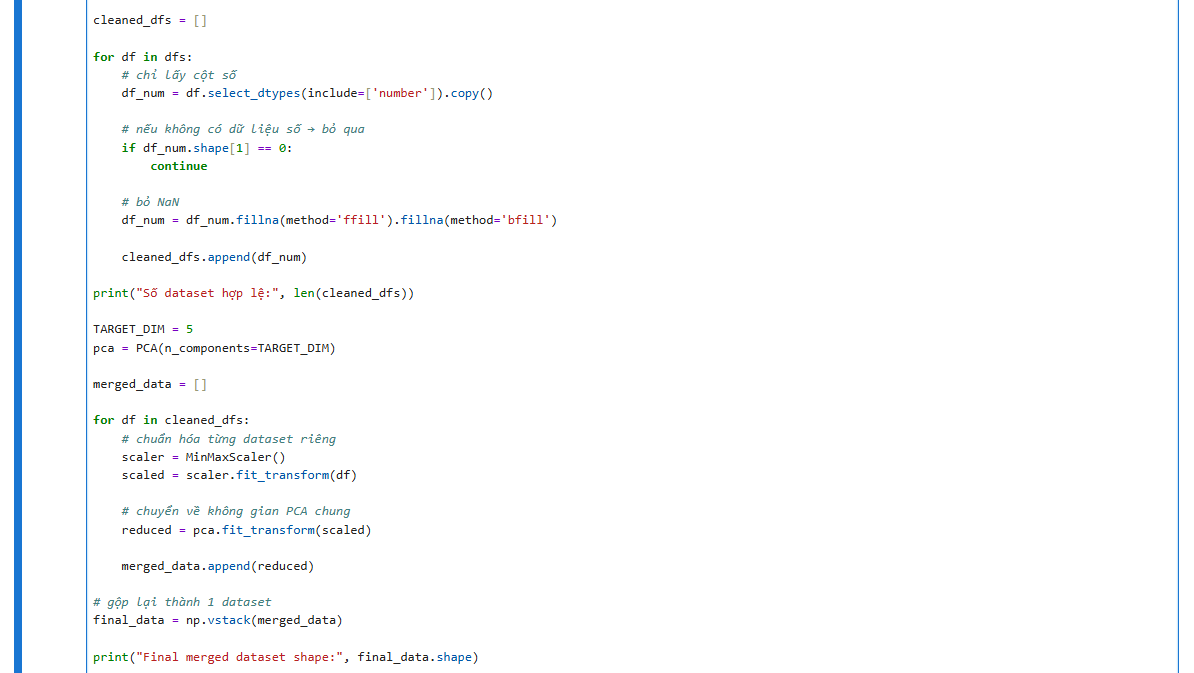 cleaned_dfs = []
for df in dfs:
# chỉ lấy cột số
df_num = df.select_dtypes(include=['number']).copy()
# nếu không có dữ liệu số → bỏ qua
if df_num.shape[1] == 0:
continue
# bỏ NaN
df_num = df_num.fillna(method='ffill').fillna(method='bfill')
cleaned_dfs.append(df_num)
print("Số dataset hợp lệ:", len(cleaned_dfs))
TARGET_DIM = 5
pca = PCA(n_components=TARGET_DIM)
merged_data = []
for df in cleaned_dfs:
# chuẩn hóa từng dataset riêng
scaler = MinMaxScaler()
scaled = scaler.fit_transform(df)
# chuyển về không gian PCA chung
reduced = pca.fit_transform(scaled)
merged_data.append(reduced)
# gộp lại thành 1 dataset
final_data = np.vstack(merged_data)
print("Final merged dataset shape:", final_data.shape)